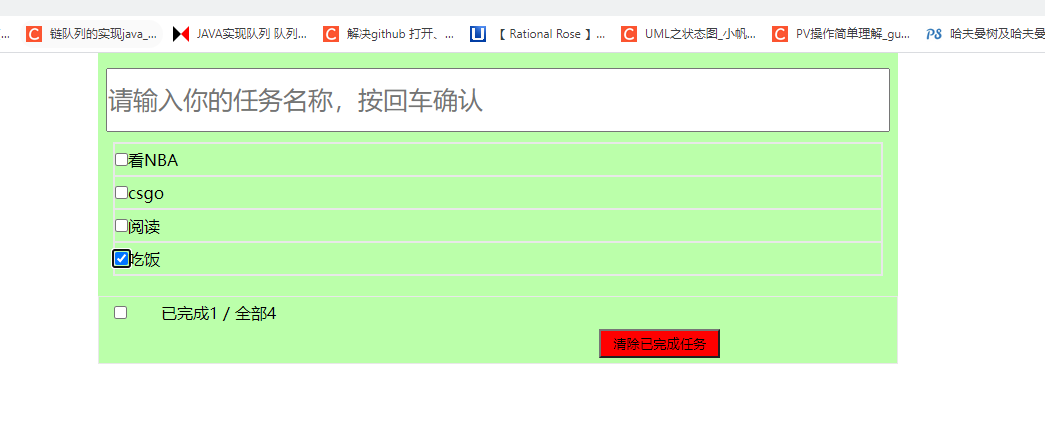 链队列的实现java_... JAVA实现队列 队列... 解决github 打开、... 【 Rational Rose 】... UML之状态图_小帆... PV操作简单理解_gu... 哈夫曼树及哈夫曼
请输入你的任务名称，按回车确认
看NBA
csgo
阅读
吃饭
已完成1 / 全部4
清除已完成任务